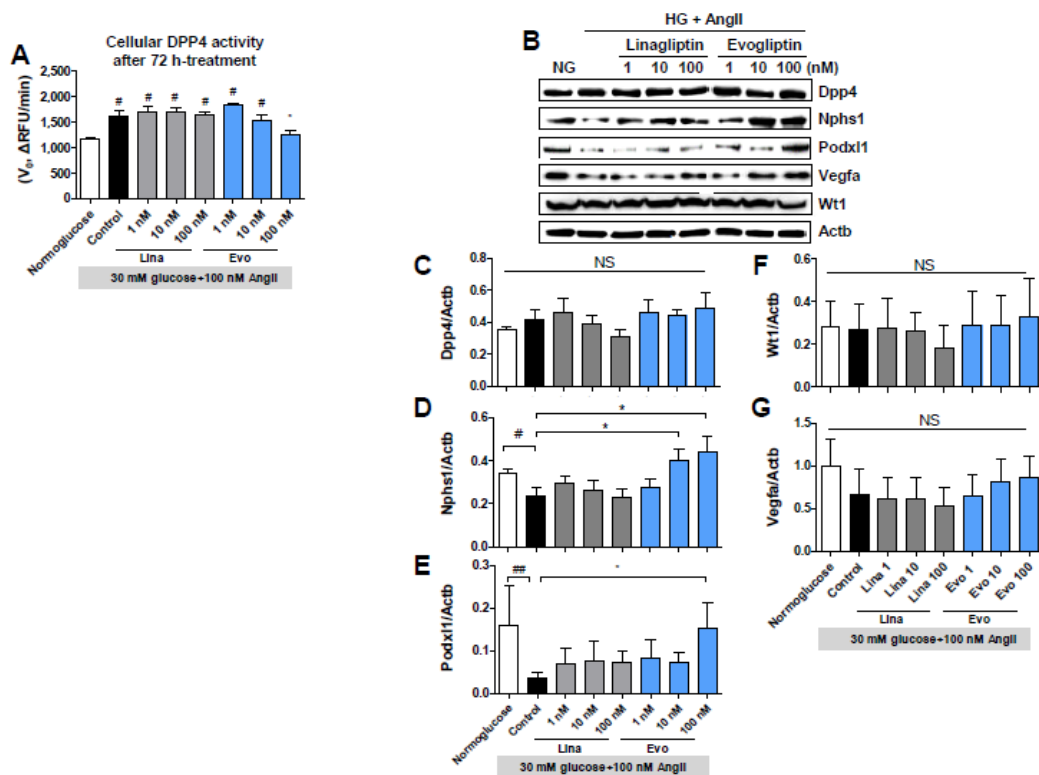 A
Cellular DPP4 activity
after 72 h-treatment
(V₀, ΔRFU/min)
2,500
2,000
1,500
1,000
500
0
# # # # # # *
Normoglucose
Control
1 nM
10 nM
100 nM
1 nM
10 nM
100 nM
Lina
Evo
30 mM glucose+100 nM AngII
B
HG + AngII
Linagliptin Evogliptin
NG 1 10 100 1 10 100 (nM)
Dpp4
Nphs1
Podxl1
Vegfa
Wt1
Actb
C
NS
Dpp4/Actb
0.8
0.6
0.4
0.2
0.0
D
*
*
#
Nphs1/Actb
0.6
0.4
0.2
0.0
E
##
*
Podxl1/Actb
0.3
0.2
0.1
0.0
Normoglucose
Control
1 nM
10 nM
100 nM
1 nM
10 nM
100 nM
Lina
Evo
30 mM glucose+100 nM AngII
F
NS
Wt1/Actb
0.6
0.4
0.2
0.0
G
NS
Vegfa/Actb
1.5
1.0
0.5
0.0
Normoglucose
Control
Lina 1
Lina 10
Lina 100
Evo 1
Evo 10
Evo 100
Lina
Evo
30 mM glucose+100 nM AngII